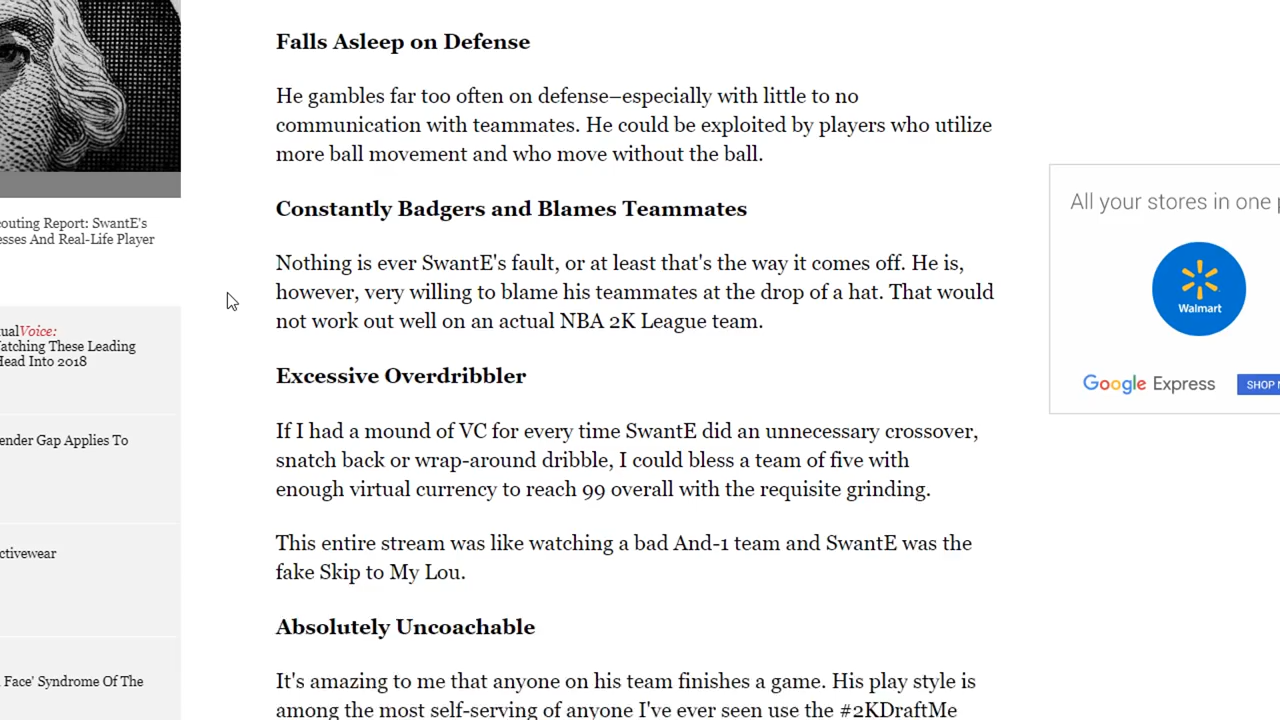 Falls Asleep on Defense
He gambles far too often on defense–especially with little to no
communication with teammates. He could be exploited by players who utilize
more ball movement and who move without the ball.
Constantly Badgers and Blames Teammates
Nothing is ever SwantE's fault, or at least that's the way it comes off. He is,
however, very willing to blame his teammates at the drop of a hat. That would
not work out well on an actual NBA 2K League team.
Excessive Overdribbler
If I had a mound of VC for every time SwantE did an unnecessary crossover,
snatch back or wrap-around dribble, I could bless a team of five with
enough virtual currency to reach 99 overall with the requisite grinding.
This entire stream was like watching a bad And-1 team and SwantE was the
fake Skip to My Lou.
Absolutely Uncoachable
It's amazing to me that anyone on his team finishes a game. His play style is
among the most self-serving of anyone I've ever seen use the #2KDraftMe
couting Report: SwantE's
esses And Real-Life Player
ualVoice:
Watching These Leading
Head Into 2018
ender Gap Applies To
ctivewear
Face' Syndrome Of The
All your stores in one
Walmart
Google Express
SHOP